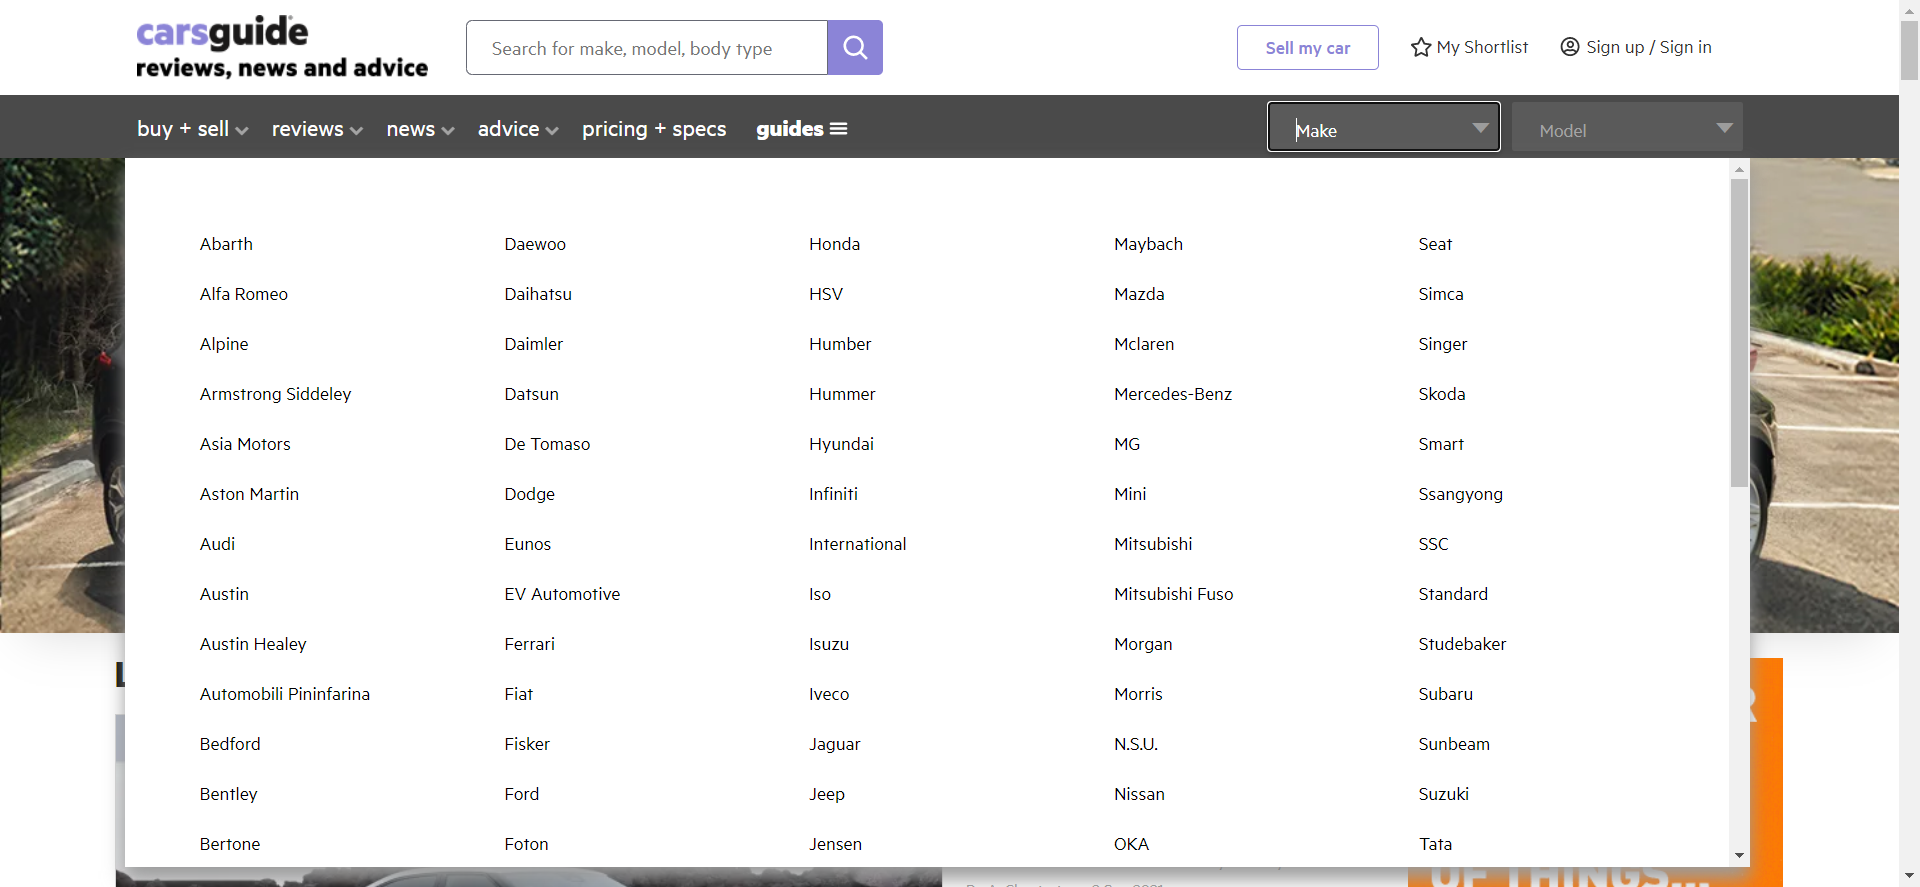 carsguide
reviews, news and advice
Search for make, model, body type
Sell my car
My Shortlist
Sign up / Sign in
buy + sell
reviews
news
advice
pricing + specs
guides
Make
Model
Abarth Daewoo Honda Maybach Seat
Alfa Romeo Daihatsu HSV Mazda Simca
Alpine Daimler Humber Mclaren Singer
Armstrong Siddeley Datsun Hummer Mercedes-Benz Skoda
Asia Motors De Tomaso Hyundai MG Smart
Aston Martin Dodge Infiniti Mini Ssangyong
Audi Eunos International Mitsubishi SSC
Austin EV Automotive Iso Mitsubishi Fuso Standard
Austin Healey Ferrari Isuzu Morgan Studebaker
Automobili Pininfarina Fiat Iveco Morris Subaru
Bedford Fisker Jaguar N.S.U. Sunbeam
Bentley Ford Jeep Nissan Suzuki
Bertone Foton Jensen OKA Tata
OF THINGS...